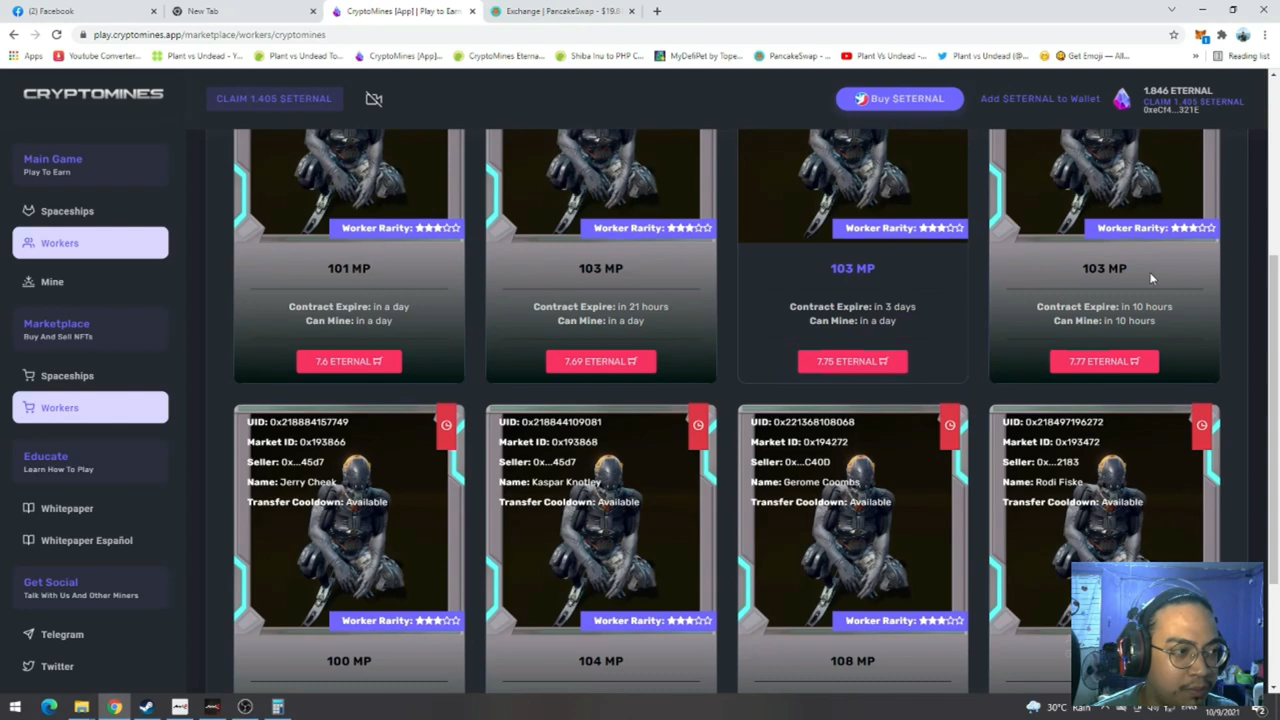 (2) Facebook
New Tab
CryptoMines [App] | Play to Earn
Exchange | PancakeSwap - $19.8
play.cryptomines.app/marketplace/workers/cryptomines
Apps
Youtube Converter...
Plant vs Undead - Y...
Plant vs Undead To...
CryptoMines [App]...
CryptoMines Eterna...
Shiba Inu to PHP C...
MyDefiPet by Tope...
PancakeSwap - ...
Plant Vs Undead -...
Plant vs Undead (@...
Get Emoji — All...
Reading list
CRYPTOMINES
CLAIM 1.405 $ETERNAL
Buy $ETERNAL
Add $ETERNAL to Wallet
1.846 ETERNAL
CLAIM 1.405 $ETERNAL
0xeCf4...321E
Main Game
Play To Earn
Spaceships
Workers
Mine
Marketplace
Buy And Sell NFTs
Spaceships
Workers
Educate
Learn How To Play
Whitepaper
Whitepaper Español
Get Social
Talk With Us And Other Miners
Telegram
Twitter
Worker Rarity: ★★★☆☆
101 MP
Contract Expire: in a day
Can Mine: in a day
7.6 ETERNAL
Worker Rarity: ★★★☆☆
103 MP
Contract Expire: in 21 hours
Can Mine: in a day
7.69 ETERNAL
Worker Rarity: ★★★☆☆
103 MP
Contract Expire: in 3 days
Can Mine: in a day
7.75 ETERNAL
Worker Rarity: ★★★☆☆
103 MP
Contract Expire: in 10 hours
Can Mine: in 10 hours
7.77 ETERNAL
UID: 0x218884157749
Market ID: 0x193866
Seller: 0x...45d7
Name: Jerry Cheek
Transfer Cooldown: Available
Worker Rarity: ★★★☆☆
100 MP
UID: 0x218844109081
Market ID: 0x193868
Seller: 0x...45d7
Name: Kaspar Knotley
Transfer Cooldown: Available
Worker Rarity: ★★★☆☆
104 MP
UID: 0x221368108068
Market ID: 0x194272
Seller: 0x...C40D
Name: Gerome Coombs
Transfer Cooldown: Available
Worker Rarity: ★★★☆☆
108 MP
UID: 0x218497196272
Market ID: 0x193472
Seller: 0x...2183
Name: Rodi Fiske
Transfer Cooldown: Available
30°C Rain
10/9/2021